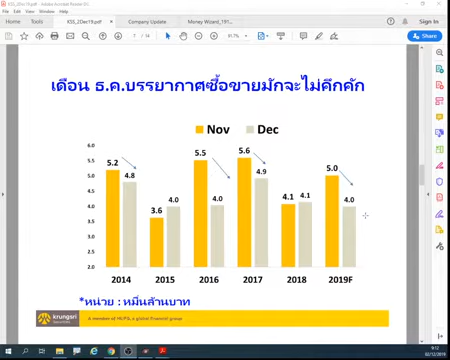 KSS_2Dec19.pdf - Adobe Acrobat Reader DC
File Edit View Window Help
Home Tools KSS_2Dec19.pdf × Company Update Money Wizard_191... Sign In
7 / 14 91.7% Share
เดือน ธ.ค.บรรยากาศซื้อขายมักจะไม่คึกคัก
Nov Dec
6.0
5.5
5.0
4.5
4.0
3.5
3.0
2.5
2.0
5.2 4.8 3.6 4.0 5.5 4.0 5.6 4.9 4.1 4.1 5.0 4.0
2014 2015 2016 2017 2018 2019F
*หน่วย : หมื่นล้านบาท
krungsri
A member of MUFG, a global financial group
9:12
02/12/2019